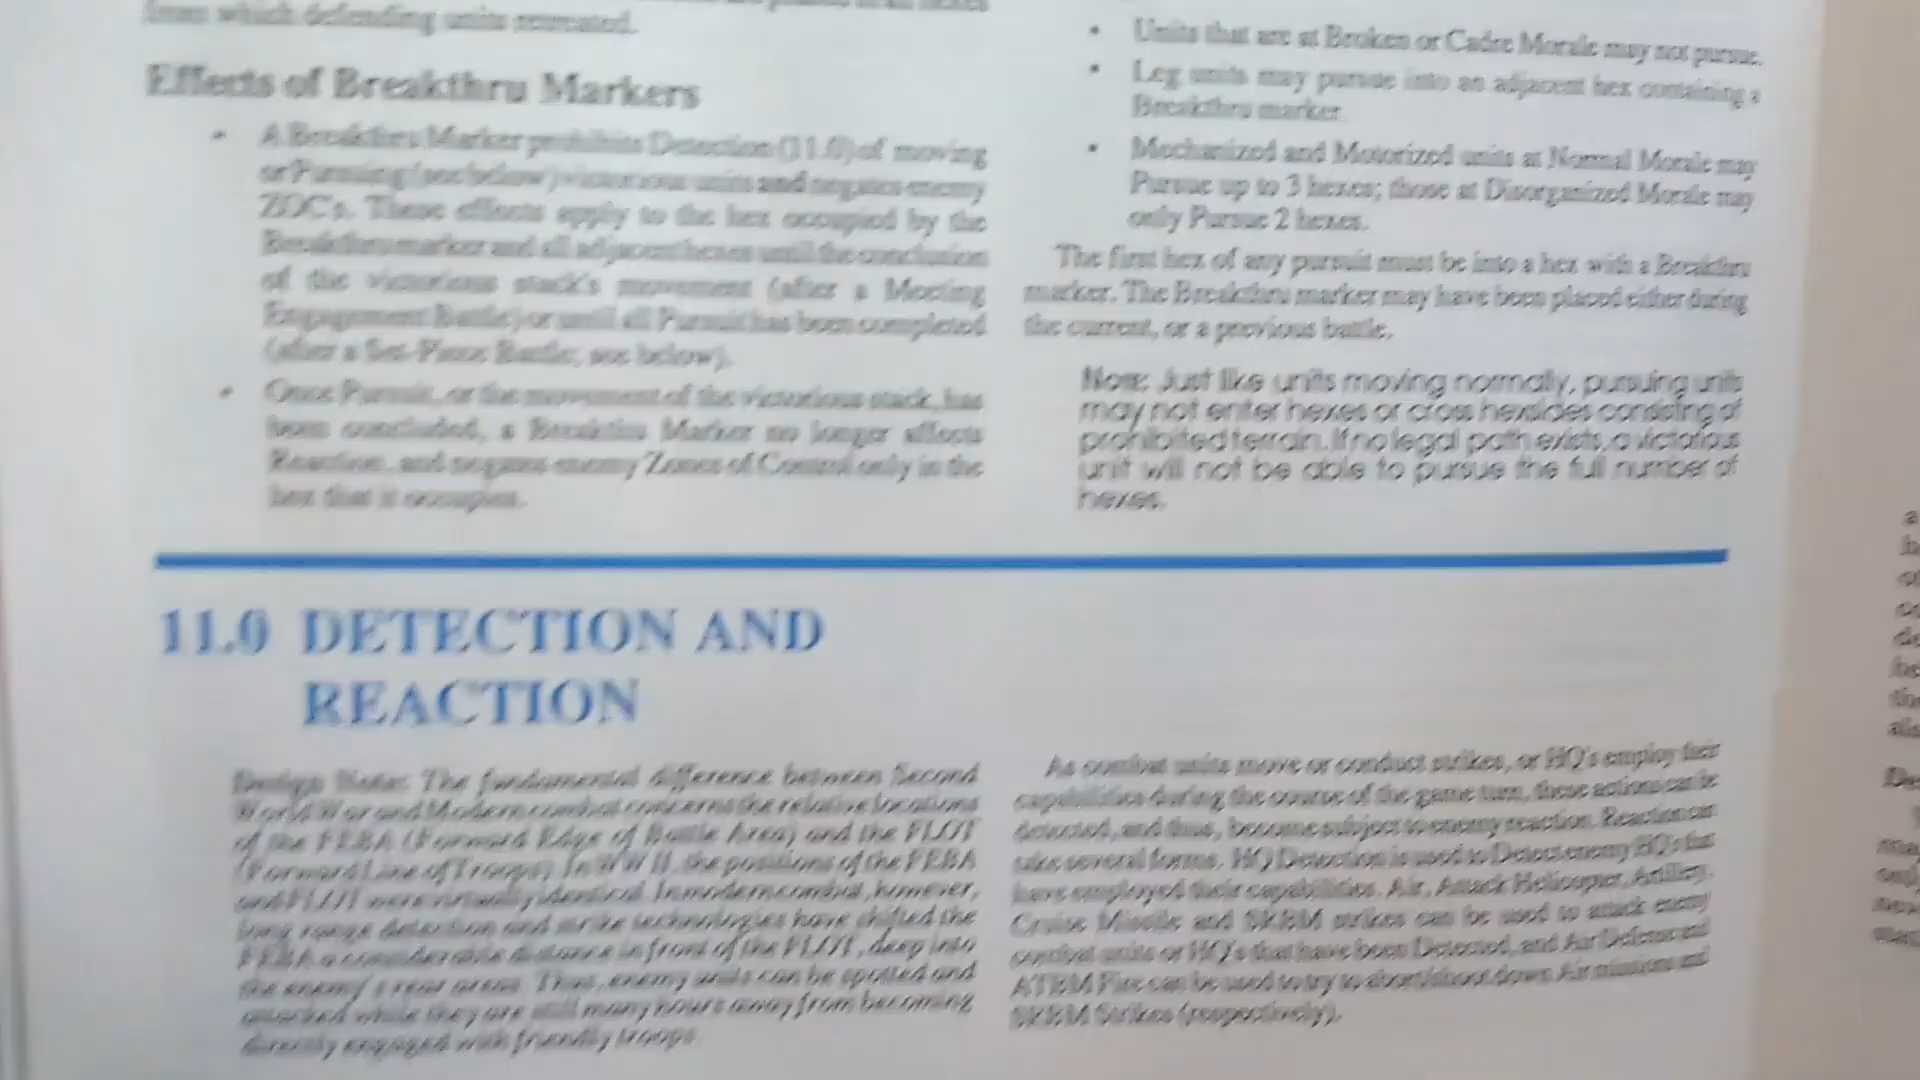 from which defending units retreated.
Effects of Breakthru Markers
• A Breakthru Marker prohibits Detection (11.0) of moving
or Pursuing (see below) victorious units and negates enemy
ZOC's. These effects apply to the hex occupied by the
Breakthru marker and all adjacent hexes until the conclusion
of the victorious stack's movement (after a Meeting
Engagement Battle) or until all Pursuit has been completed
(after a Set-Piece Battle; see below).
• Once Pursuit, or the movement of the victorious stack, has
been concluded, a Breakthru Marker no longer affects
Reaction, and negates enemy Zones of Control only in the
hex that it occupies.
• Units that are at Broken or Cadre Morale may not pursue.
• Leg units may pursue into an adjacent hex containing a
Breakthru marker.
• Mechanized and Motorized units at Normal Morale may
Pursue up to 3 hexes; those at Disorganized Morale may
only Pursue 2 hexes.
The first hex of any pursuit must be into a hex with a Breakthru
marker. The Breakthru marker may have been placed either during
the current, or a previous battle.
Note: Just like units moving normally, pursuing units
may not enter hexes or cross hexsides consisting of
prohibited terrain. If no legal path exists, a victorious
unit will not be able to pursue the full number of
hexes.
11.0 DETECTION AND
REACTION
Design Note: The fundamental difference between Second
World War and Modern combat concerns the relative locations
of the FEBA (Forward Edge of Battle Area) and the FLOT
(Forward Line of Troops). In WW II, the positions of the FEBA
and FLOT were virtually identical. In modern combat, however,
long range detection and strike technologies have shifted the
FEBA a considerable distance in front of the FLOT, deep into
the enemy's rear areas. Thus, enemy units can be spotted and
attacked while they are still many hours away from becoming
directly engaged with friendly troops.
As combat units move or conduct strikes, or HQ's employ their
capabilities during the course of the game turn, these actions can be
detected, and thus, become subject to enemy reaction. Reaction can
take several forms. HQ Detection is used to Detect enemy HQ's that
have employed their capabilities. Air, Attack Helicopter, Artillery,
Cruise Missile and SRBM strikes can be used to attack enemy
combat units or HQ's that have been Detected, and Air Defense and
ATBM Fire can be used to try to abort/shoot down Air missions and
SRBM Strikes (respectively).